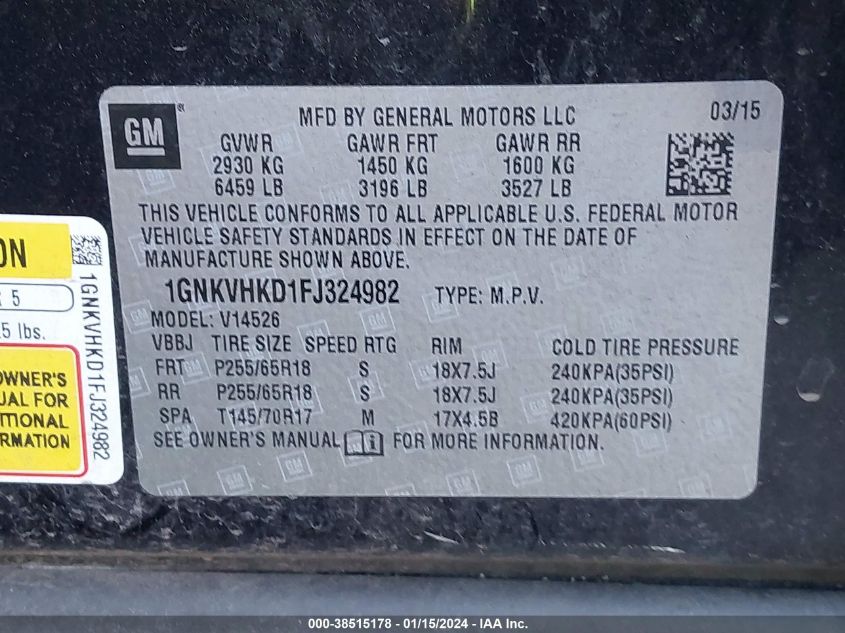 GM
MFD BY GENERAL MOTORS LLC
03/15
GVWR GAWR FRT GAWR RR
2930 KG 1450 KG 1600 KG
6459 LB 3196 LB 3527 LB
THIS VEHICLE CONFORMS TO ALL APPLICABLE U.S. FEDERAL MOTOR
VEHICLE SAFETY STANDARDS IN EFFECT ON THE DATE OF
MANUFACTURE SHOWN ABOVE.
1GNKVHKD1FJ324982 TYPE: M.P.V.
MODEL: V14526
VBBJ TIRE SIZE SPEED RTG RIM COLD TIRE PRESSURE
FRT P255/65R18 S 18X7.5J 240KPA(35PSI)
RR P255/65R18 S 18X7.5J 240KPA(35PSI)
SPA T145/70R17 M 17X4.5B 420KPA(60PSI)
SEE OWNER'S MANUAL FOR MORE INFORMATION.
ON
5
5 lbs.
OWNER'S
UAL FOR
ITIONAL
RMATION
1GNKVHKD1FJ324982
000-38515178 - 01/15/2024 - IAA Inc.